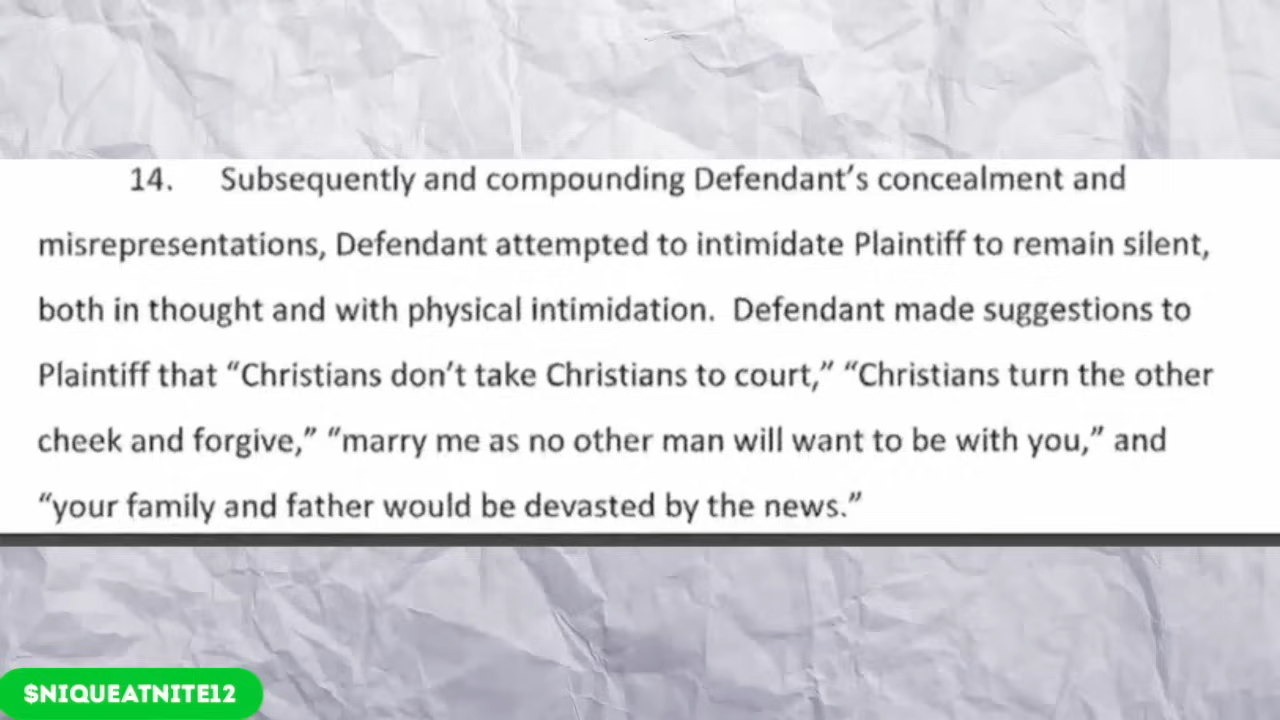 14. Subsequently and compounding Defendant’s concealment and
misrepresentations, Defendant attempted to intimidate Plaintiff to remain silent,
both in thought and with physical intimidation. Defendant made suggestions to
Plaintiff that “Christians don’t take Christians to court,” “Christians turn the other
cheek and forgive,” “marry me as no other man will want to be with you,” and
“your family and father would be devasted by the news.”
$NIQUEATNITE12